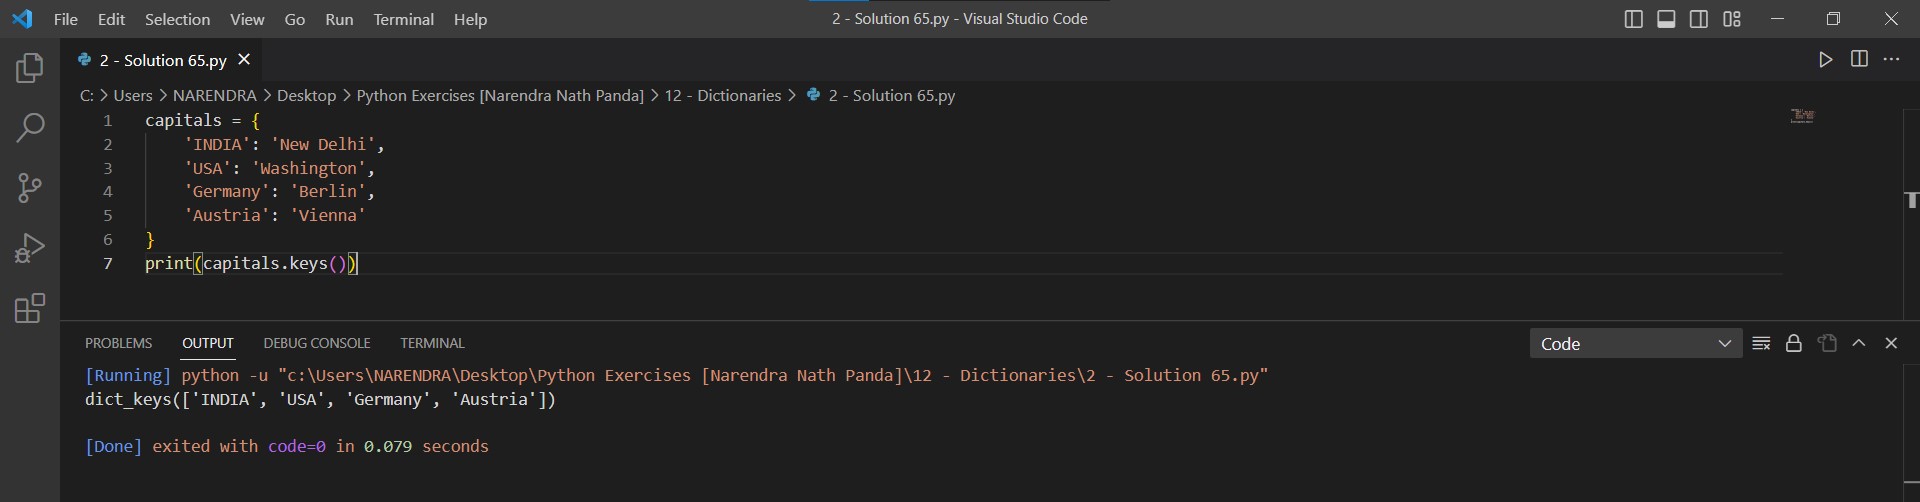 File Edit Selection View Go Run Terminal Help 2 - Solution 65.py - Visual Studio Code
2 - Solution 65.py
C: > Users > NARENDRA > Desktop > Python Exercises [Narendra Nath Panda] > 12 - Dictionaries > 2 - Solution 65.py
1 capitals = {
2     'INDIA': 'New Delhi',
3     'USA': 'Washington',
4     'Germany': 'Berlin',
5     'Austria': 'Vienna'
6 }
7 print(capitals.keys())
PROBLEMS OUTPUT DEBUG CONSOLE TERMINAL Code
[Running] python -u "c:\Users\NARENDRA\Desktop\Python Exercises [Narendra Nath Panda]\12 - Dictionaries\2 - Solution 65.py"
dict_keys(['INDIA', 'USA', 'Germany', 'Austria'])
[Done] exited with code=0 in 0.079 seconds